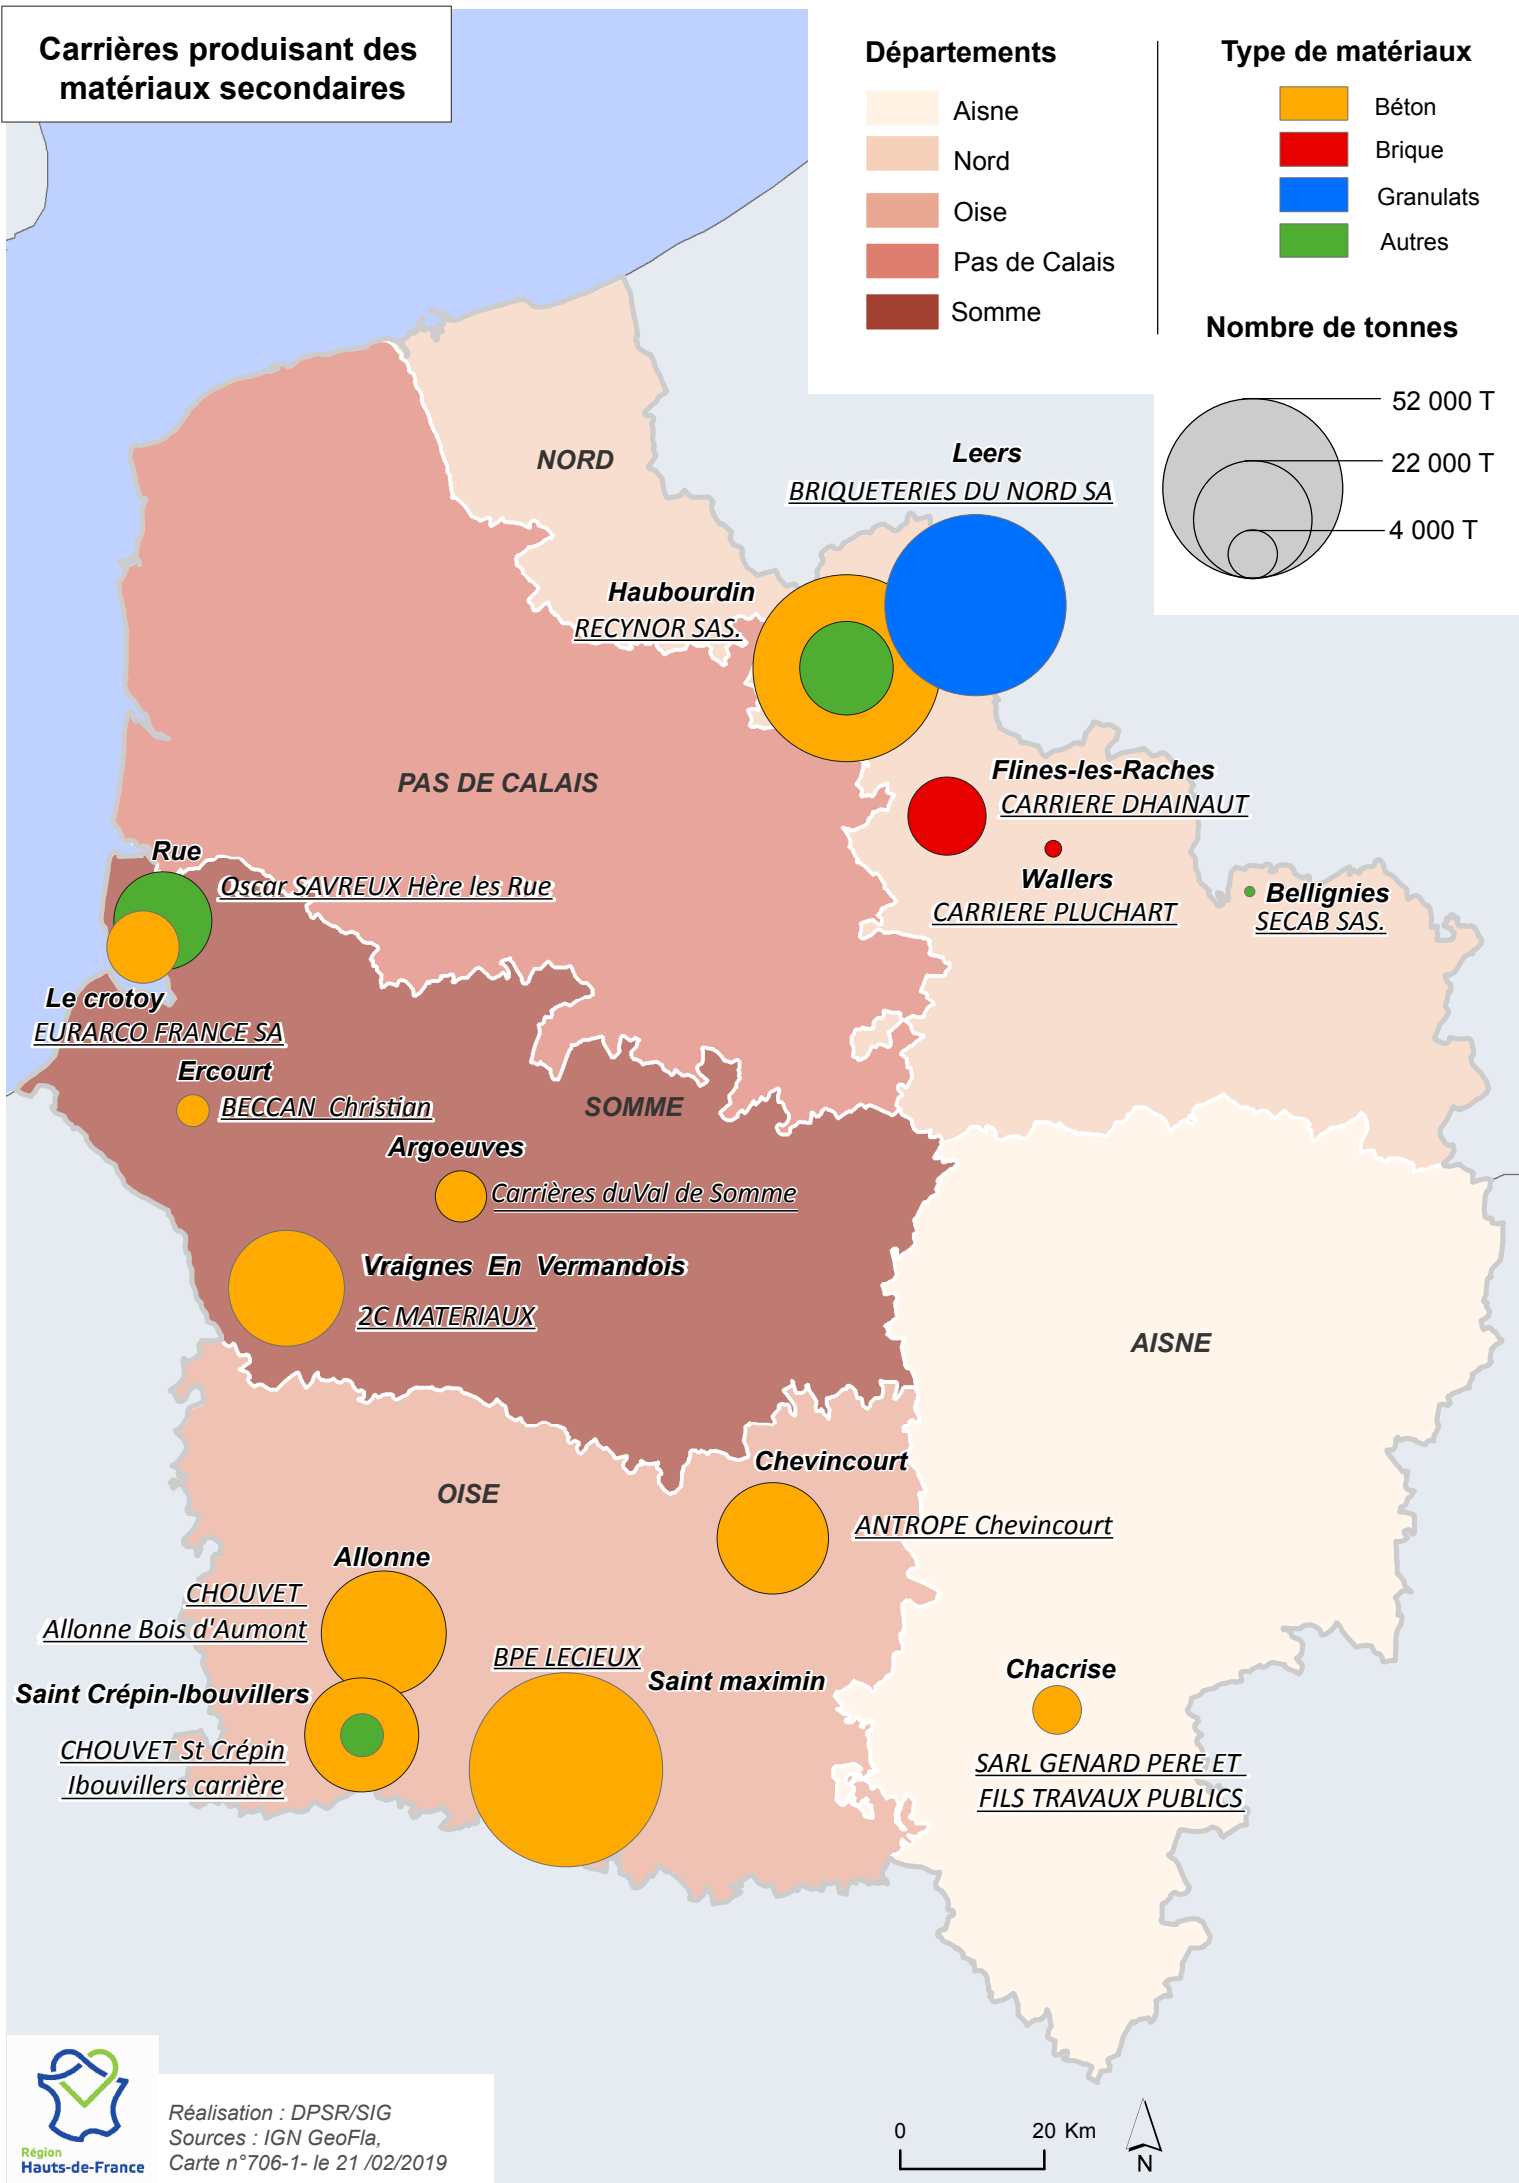 Carrières produisant des
matériaux secondaires
Départements
Aisne
Nord
Oise
Pas de Calais
Somme
Type de matériaux
Béton
Brique
Granulats
Autres
Nombre de tonnes
52 000 T
22 000 T
4 000 T
NORD
Leers
BRIQUETERIES DU NORD SA
Haubourdin
RECYNOR SAS.
PAS DE CALAIS
Flines-les-Raches
CARRIERE DHAINAUT
Wallers
CARRIERE PLUCHART
Bellignies
SECAB SAS.
Rue
Oscar SAVREUX Hère les Rue
Le crotoy
EURARCO FRANCE SA
Ercourt
BECCAN Christian
SOMME
Argoeuves
Carrières duVal de Somme
Vraignes En Vermandois
2C MATERIAUX
AISNE
OISE
Chevincourt
ANTROPE Chevincourt
Allonne
CHOUVET
Allonne Bois d'Aumont
BPE LECIEUX
Saint maximin
Saint Crépin-Ibouvillers
CHOUVET St Crépin
Ibouvillers carrière
Chacrise
SARL GENARD PERE ET
FILS TRAVAUX PUBLICS
Région
Hauts-de-France
Réalisation : DPSR/SIG
Sources : IGN GeoFla,
Carte n°706-1- le 21 /02/2019
0 20 Km
N